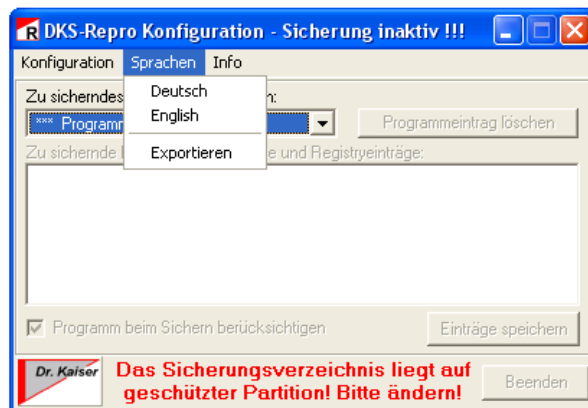 R DKS-Repro Konfiguration - Sicherung inaktiv !!!
Konfiguration Sprachen Info
Zu sicherndes n:
Deutsch
English
Exportieren
*** Programm
Programmeintrag löschen
Zu sichernde e und Registryeinträge:
Programm beim Sichern berücksichtigen
Einträge speichern
Dr. Kaiser
Das Sicherungsverzeichnis liegt auf
geschützter Partition! Bitte ändern!
Beenden